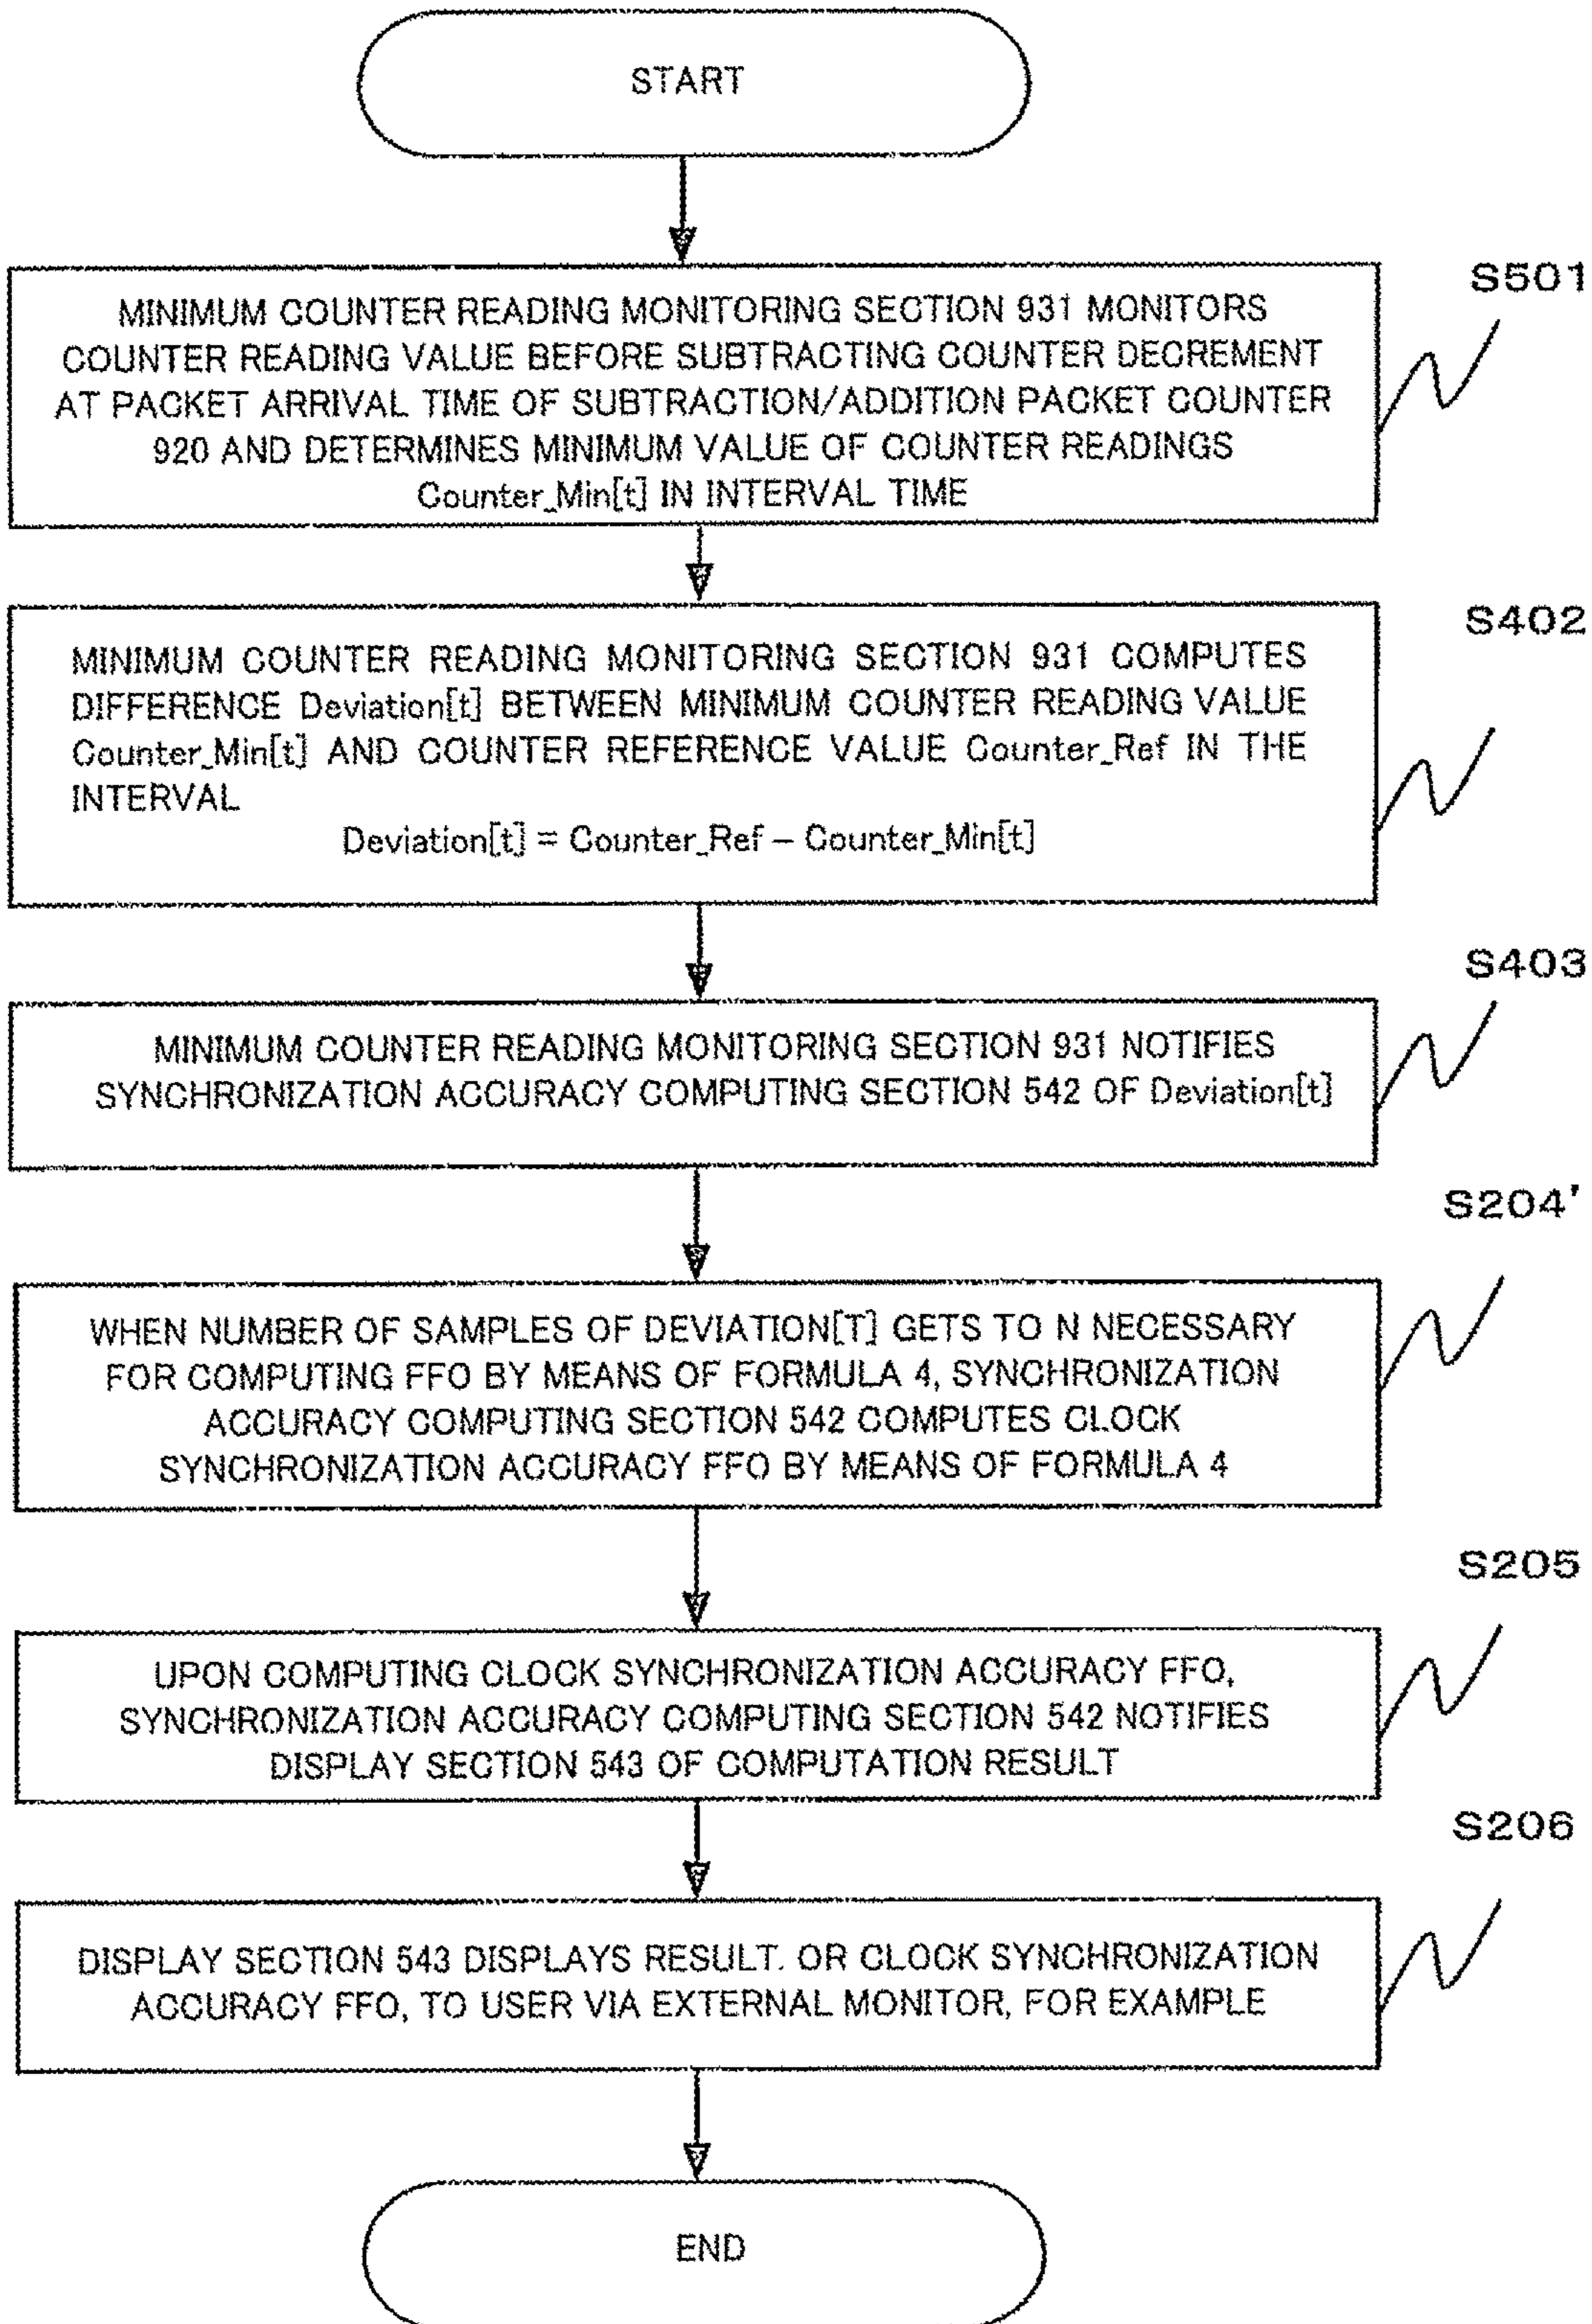 START
S501
MINIMUM COUNTER READING MONITORING SECTION 931 MONITORS
COUNTER READING VALUE BEFORE SUBTRACTING COUNTER DECREMENT
AT PACKET ARRIVAL TIME OF SUBTRACTION/ADDITION PACKET COUNTER
920 AND DETERMINES MINIMUM VALUE OF COUNTER READINGS
Counter_Min[t] IN INTERVAL TIME
S402
MINIMUM COUNTER READING MONITORING SECTION 931 COMPUTES
DIFFERENCE Deviation[t] BETWEEN MINIMUM COUNTER READING VALUE
Counter_Min[t] AND COUNTER REFERENCE VALUE Counter_Ref IN THE
INTERVAL
Deviation[t] = Counter_Ref – Counter_Min[t]
S403
MINIMUM COUNTER READING MONITORING SECTION 931 NOTIFIES
SYNCHRONIZATION ACCURACY COMPUTING SECTION 542 OF Deviation[t]
S204'
WHEN NUMBER OF SAMPLES OF DEVIATION[T] GETS TO N NECESSARY
FOR COMPUTING FFO BY MEANS OF FORMULA 4, SYNCHRONIZATION
ACCURACY COMPUTING SECTION 542 COMPUTES CLOCK
SYNCHRONIZATION ACCURACY FFO BY MEANS OF FORMULA 4
S205
UPON COMPUTING CLOCK SYNCHRONIZATION ACCURACY FFO,
SYNCHRONIZATION ACCURACY COMPUTING SECTION 542 NOTIFIES
DISPLAY SECTION 543 OF COMPUTATION RESULT
S206
DISPLAY SECTION 543 DISPLAYS RESULT. OR CLOCK SYNCHRONIZATION
ACCURACY FFO, TO USER VIA EXTERNAL MONITOR, FOR EXAMPLE
END